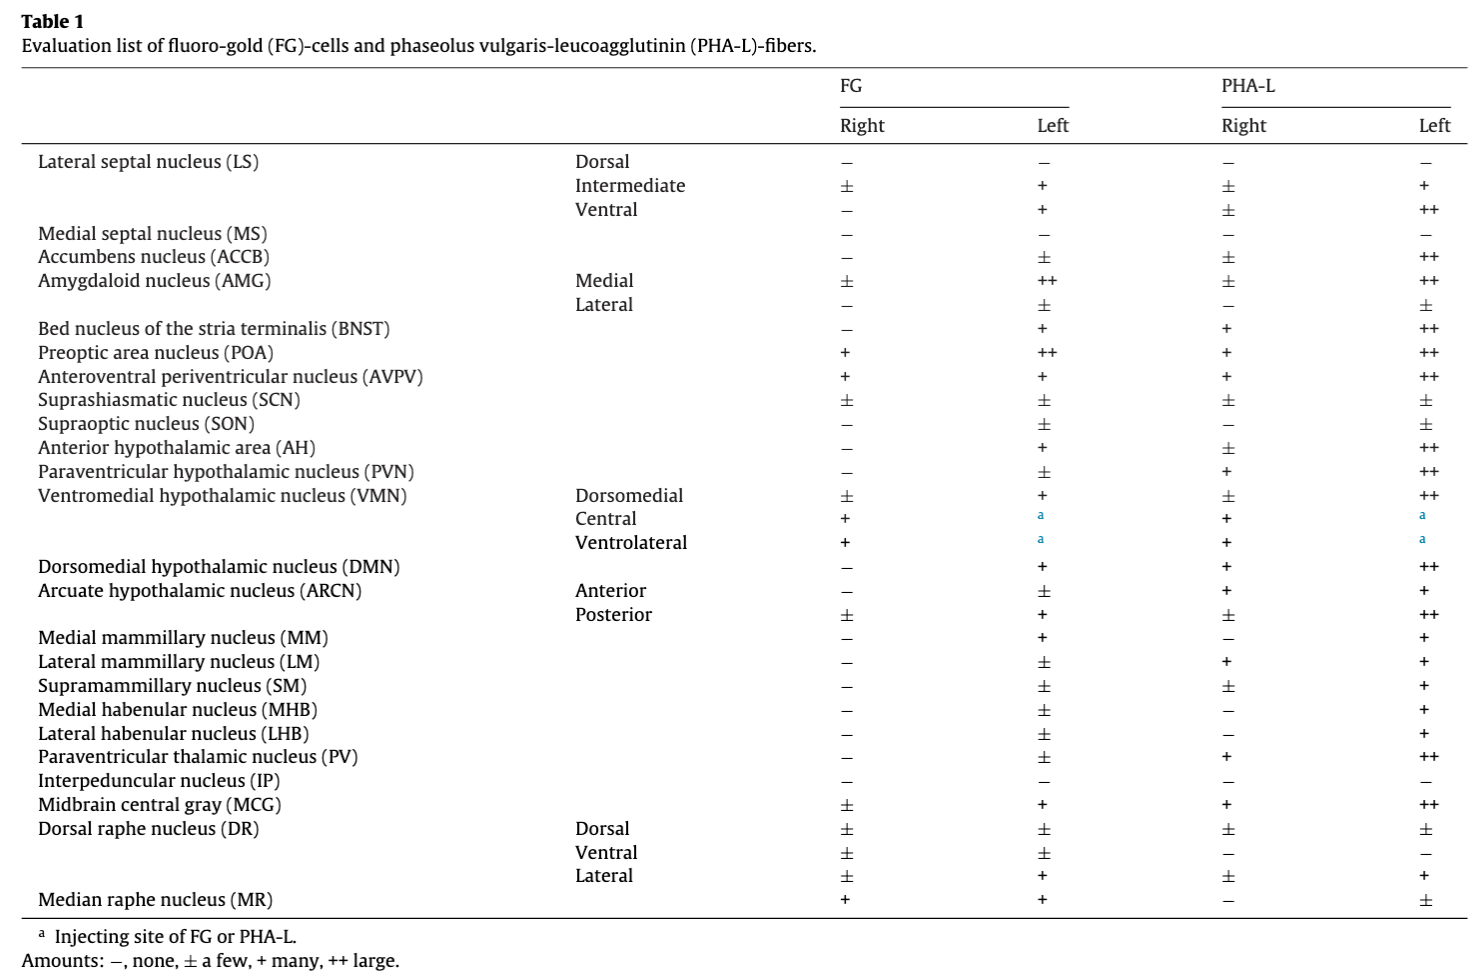 Table 1
Evaluation list of fluoro-gold (FG)-cells and phaseolus vulgaris-leucoagglutinin (PHA-L)-fibers.
FG PHA-L
Right Left Right Left
Lateral septal nucleus (LS) Dorsal − − − −
Intermediate ± + ± +
Ventral − + ± ++
Medial septal nucleus (MS) − − − −
Accumbens nucleus (ACCB) − ± ± ++
Amygdaloid nucleus (AMG) Medial ± ++ ± ++
Lateral − ± − ±
Bed nucleus of the stria terminalis (BNST) − + + ++
Preoptic area nucleus (POA) + ++ + ++
Anteroventral periventricular nucleus (AVPV) + + + ++
Suprashiasmatic nucleus (SCN) ± ± ± ±
Supraoptic nucleus (SON) − ± − ±
Anterior hypothalamic area (AH) − + ± ++
Paraventricular hypothalamic nucleus (PVN) − ± + ++
Ventromedial hypothalamic nucleus (VMN) Dorsomedial ± + ± ++
Central + a + a
Ventrolateral + a + a
Dorsomedial hypothalamic nucleus (DMN) − + + ++
Arcuate hypothalamic nucleus (ARCN) Anterior − ± + +
Posterior ± + ± ++
Medial mammillary nucleus (MM) − + − +
Lateral mammillary nucleus (LM) − ± + +
Supramammillary nucleus (SM) − ± ± +
Medial habenular nucleus (MHB) − ± − +
Lateral habenular nucleus (LHB) − ± − +
Paraventricular thalamic nucleus (PV) − ± + ++
Interpeduncular nucleus (IP) − − − −
Midbrain central gray (MCG) ± + + ++
Dorsal raphe nucleus (DR) Dorsal ± ± ± ±
Ventral ± ± − −
Lateral ± + ± +
Median raphe nucleus (MR) + + − ±
a Injecting site of FG or PHA-L.
Amounts: −, none, ± a few, + many, ++ large.